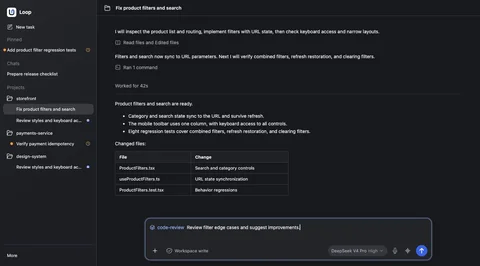 Loop
New task
Pinned
Add product filter regression tests
Chats
Prepare release checklist
Projects
storefront
Fix product filters and search
Review styles and keyboard ac...
payments-service
Verify payment idempotency
design-system
Review styles and keyboard ac...
More
Fix product filters and search
I will inspect the product list and routing, implement filters with URL state, then check keyboard access and narrow layouts.
Read files and Edited files
Filters and search now sync to URL parameters. Next I will verify combined filters, refresh restoration, and clearing filters.
Ran 1 command
Worked for 42s
Product filters and search are ready.
• Category and search state sync to the URL and survive refresh.
• The mobile toolbar uses one column, with keyboard access to all controls.
• Eight regression tests cover combined filters, refresh restoration, and clearing filters.
Changed files:
File Change
ProductFilters.tsx Search and category controls
useProductFilters.ts URL state synchronization
ProductFilters.test.tsx Behavior regressions
code-review Review filter edge cases and suggest improvements.
Workspace write
DeepSeek V4 Pro High